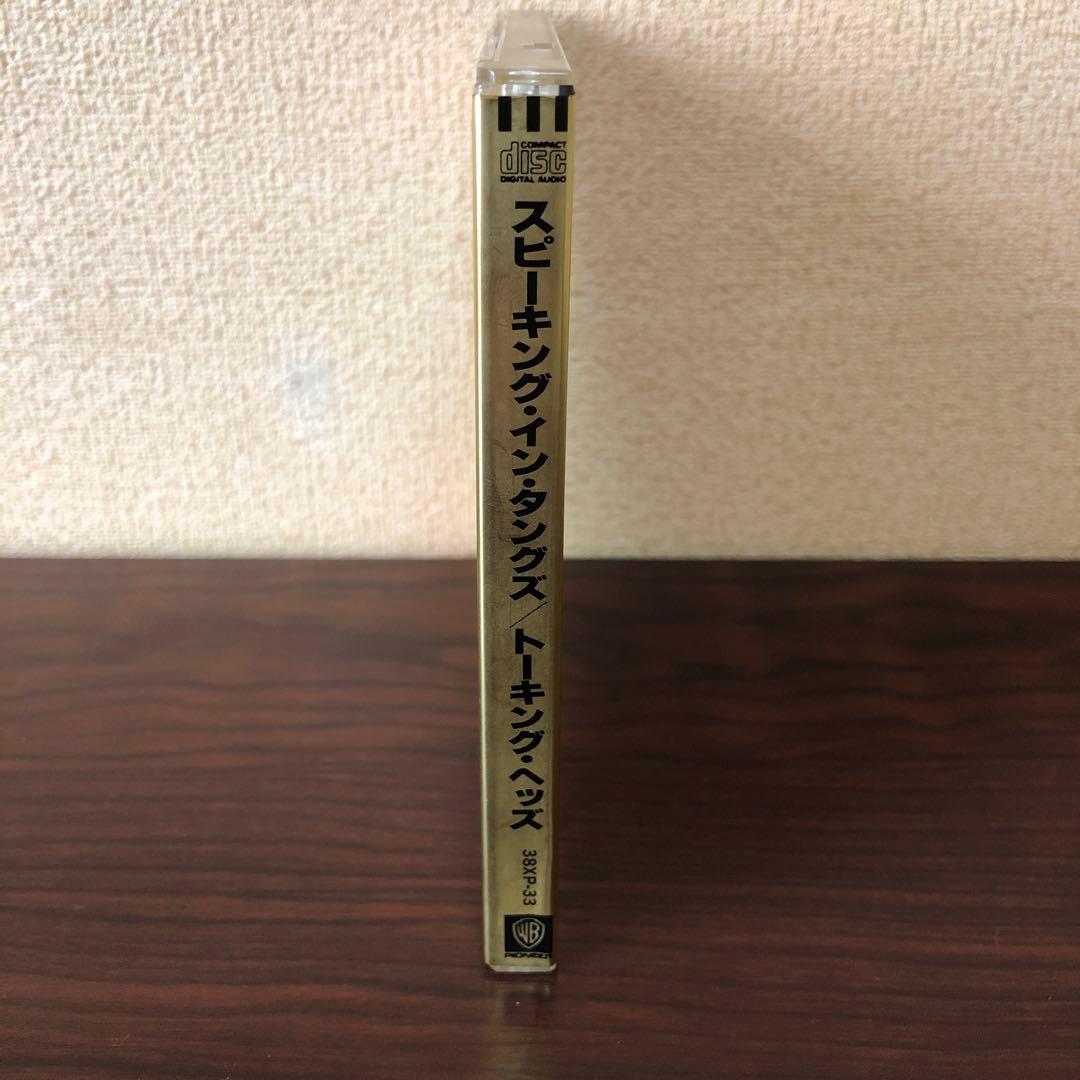 COMPACT
disc
DIGITAL AUDIO
スピーキング・イン・タングズ／トーキング・ヘッズ
38XP-33
WB
PIONEER